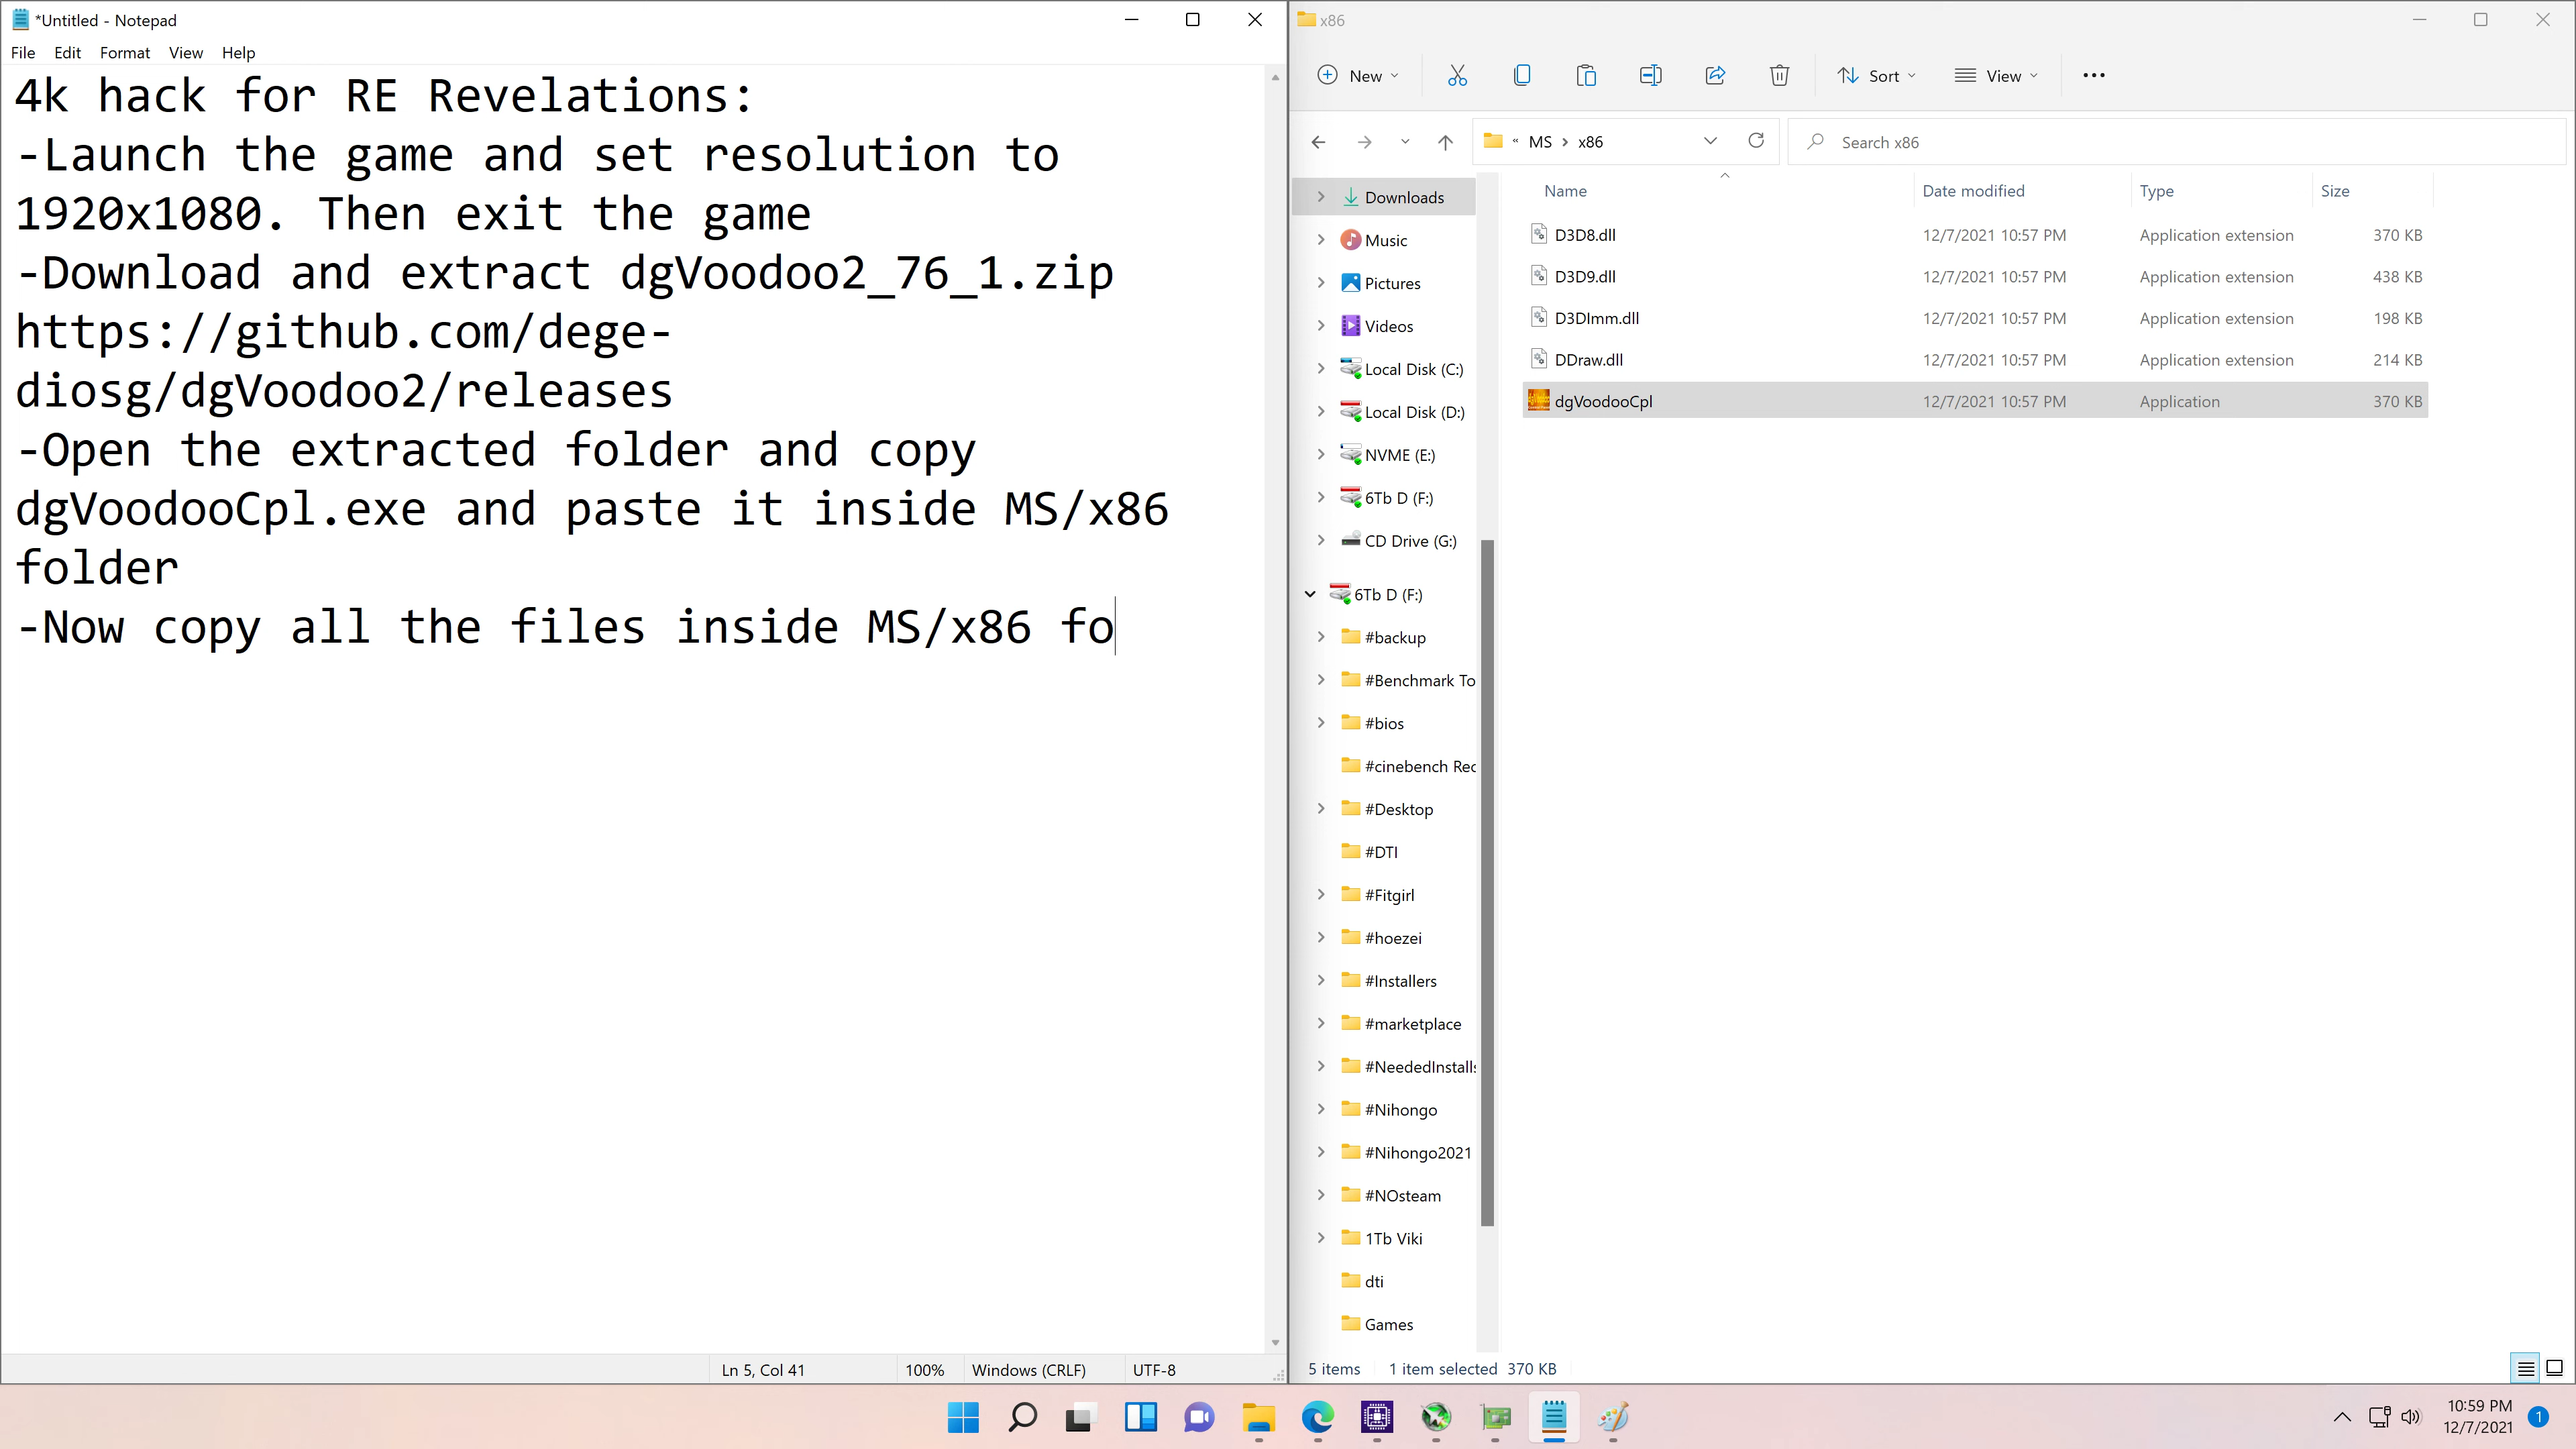 *Untitled - Notepad
File Edit Format View Help
4k hack for RE Revelations:
-Launch the game and set resolution to
1920x1080. Then exit the game
-Download and extract dgVoodoo2_76_1.zip
https://github.com/dege-
diosg/dgVoodoo2/releases
-Open the extracted folder and copy
dgVoodooCpl.exe and paste it inside MS/x86
folder
-Now copy all the files inside MS/x86 fo
Ln 5, Col 41 100% Windows (CRLF) UTF-8
x86
New Sort View
« MS > x86 Search x86
Downloads
Music
Pictures
Videos
Local Disk (C:)
Local Disk (D:)
NVME (E:)
6Tb D (F:)
CD Drive (G:)
6Tb D (F:)
#backup
#Benchmark To
#bios
#cinebench Rec
#Desktop
#DTI
#Fitgirl
#hoezei
#Installers
#marketplace
#NeededInstalls
#Nihongo
#Nihongo2021
#NOsteam
1Tb Viki
dti
Games
Name Date modified Type Size
D3D8.dll 12/7/2021 10:57 PM Application extension 370 KB
D3D9.dll 12/7/2021 10:57 PM Application extension 438 KB
D3DImm.dll 12/7/2021 10:57 PM Application extension 198 KB
DDraw.dll 12/7/2021 10:57 PM Application extension 214 KB
dgVoodooCpl 12/7/2021 10:57 PM Application 370 KB
5 items 1 item selected 370 KB
10:59 PM
12/7/2021
1